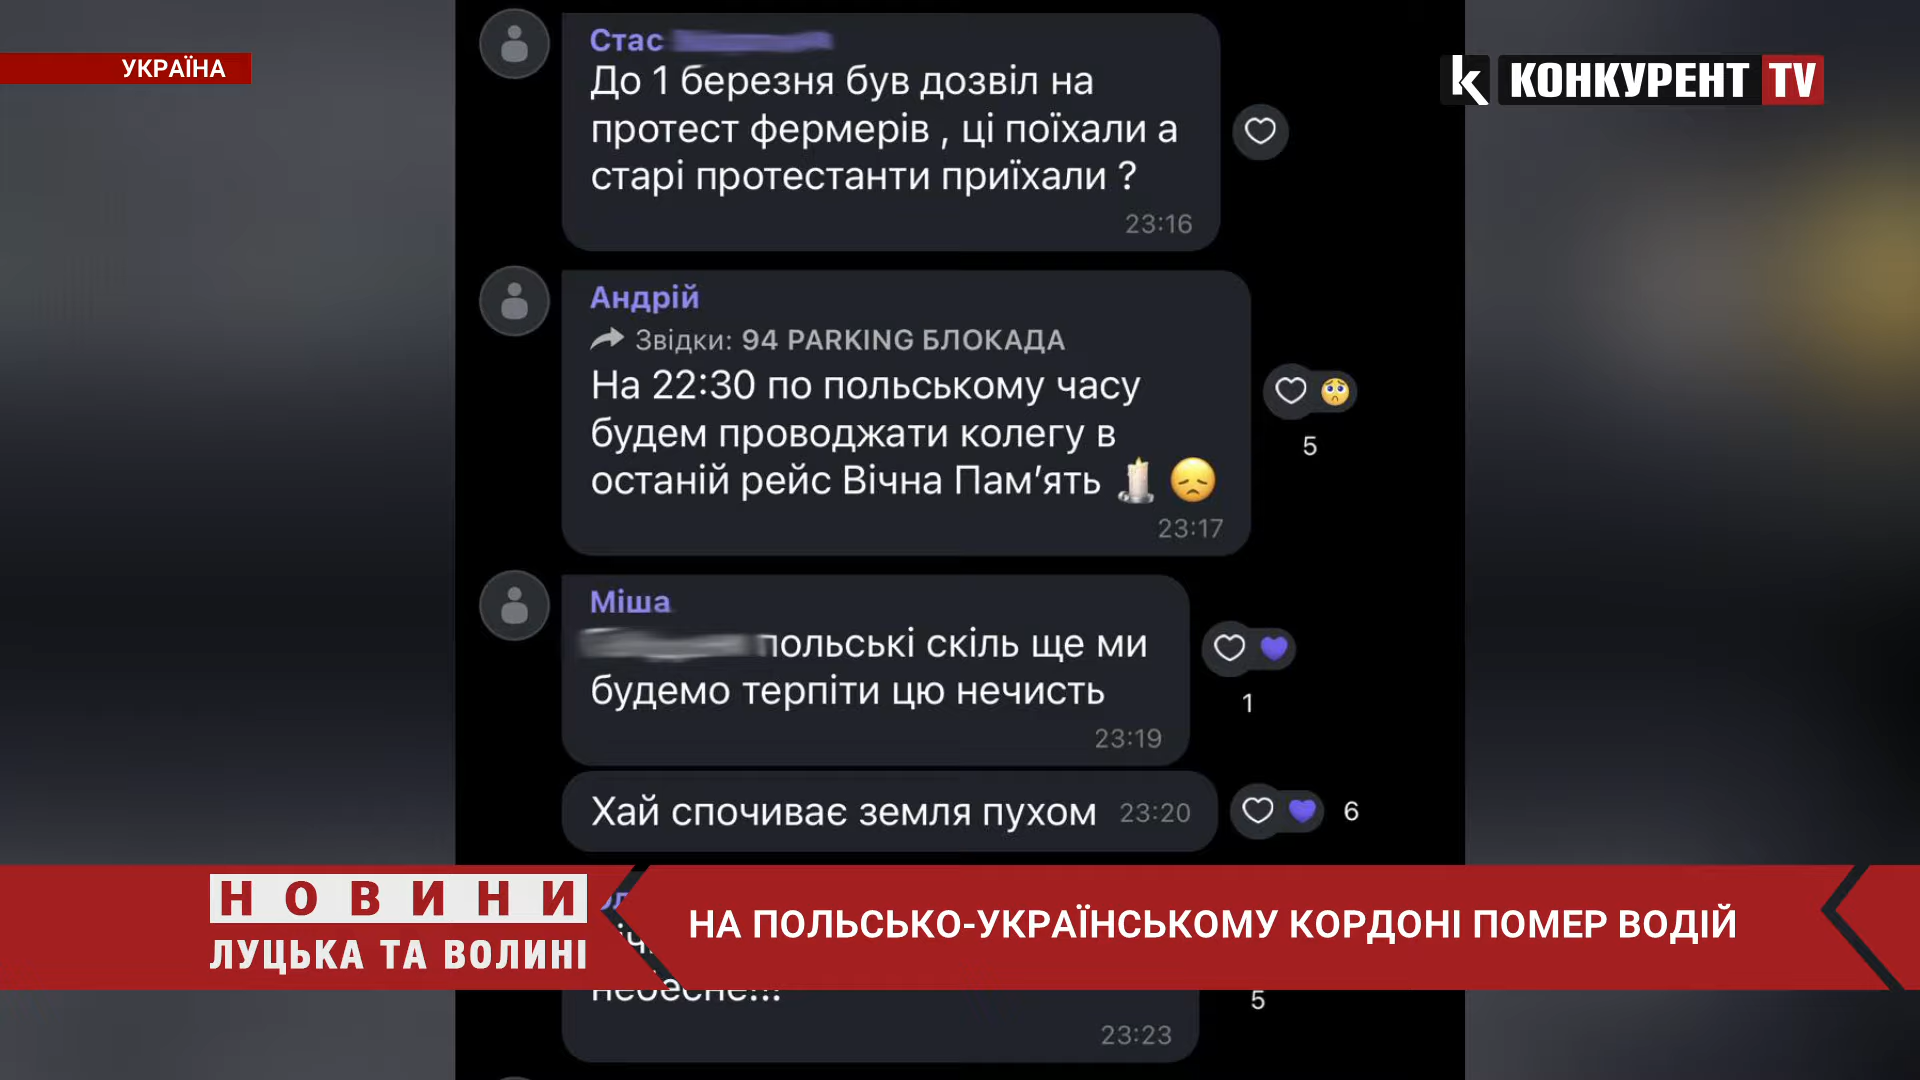 УКРАЇНА
КОНКУРЕНТ TV
Стас
До 1 березня був дозвіл на
протест фермерів , ці поїхали а
старі протестанти приїхали ?
23:16
Андрій
Звідки: 94 PARKING БЛОКАДА
На 22:30 по польському часу
будем проводжати колегу в
останій рейс Вічна Пам’ять
23:17
5
Міша
польські скіль ще ми
будемо терпіти цю нечисть
23:19
1
Хай спочиває земля пухом 23:20
6
НОВИНИ
ЛУЦЬКА ТА ВОЛИНІ
НА ПОЛЬСЬКО-УКРАЇНСЬКОМУ КОРДОНІ ПОМЕР ВОДІЙ
небесне!!!
5
23:23